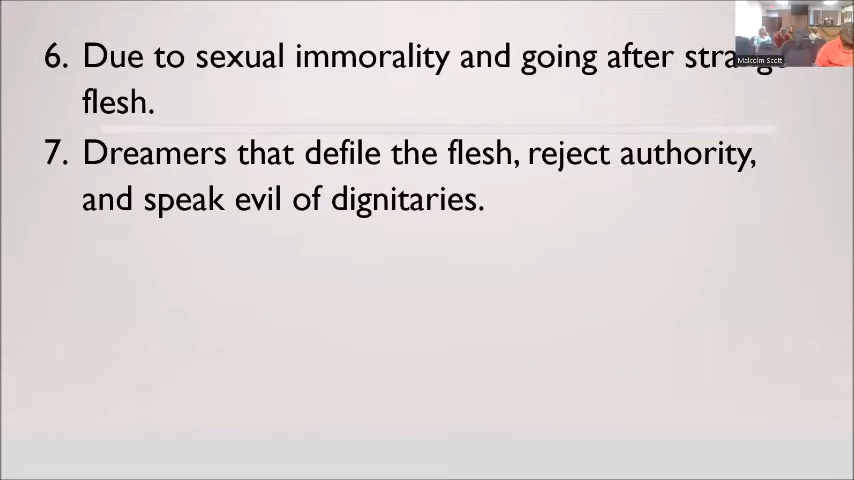 6. Due to sexual immorality and going after strange
flesh.
7. Dreamers that defile the flesh, reject authority,
and speak evil of dignitaries.
Malcolm Scott